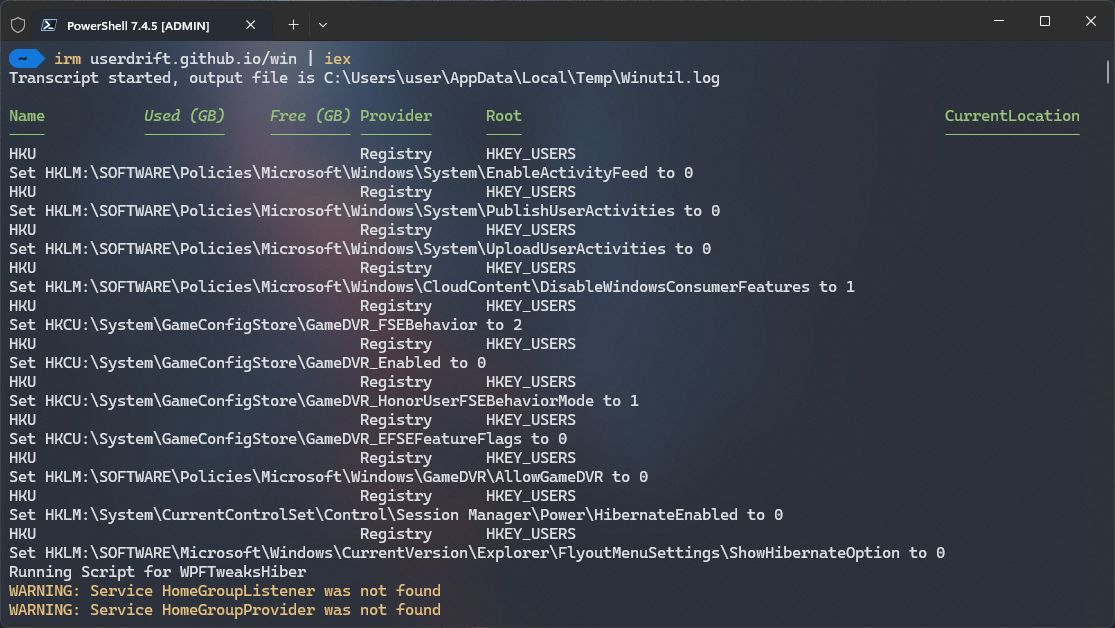 PowerShell 7.4.5 [ADMIN]
~ irm userdrift.github.io/win | iex
Transcript started, output file is C:\Users\user\AppData\Local\Temp\Winutil.log
Name Used (GB) Free (GB) Provider Root CurrentLocation
HKU Registry HKEY_USERS
Set HKLM:\SOFTWARE\Policies\Microsoft\Windows\System\EnableActivityFeed to 0
HKU Registry HKEY_USERS
Set HKLM:\SOFTWARE\Policies\Microsoft\Windows\System\PublishUserActivities to 0
HKU Registry HKEY_USERS
Set HKLM:\SOFTWARE\Policies\Microsoft\Windows\System\UploadUserActivities to 0
HKU Registry HKEY_USERS
Set HKLM:\SOFTWARE\Policies\Microsoft\Windows\CloudContent\DisableWindowsConsumerFeatures to 1
HKU Registry HKEY_USERS
Set HKCU:\System\GameConfigStore\GameDVR_FSEBehavior to 2
HKU Registry HKEY_USERS
Set HKCU:\System\GameConfigStore\GameDVR_Enabled to 0
HKU Registry HKEY_USERS
Set HKCU:\System\GameConfigStore\GameDVR_HonorUserFSEBehaviorMode to 1
HKU Registry HKEY_USERS
Set HKCU:\System\GameConfigStore\GameDVR_EFSEFeatureFlags to 0
HKU Registry HKEY_USERS
Set HKLM:\SOFTWARE\Policies\Microsoft\Windows\GameDVR\AllowGameDVR to 0
HKU Registry HKEY_USERS
Set HKLM:\System\CurrentControlSet\Control\Session Manager\Power\HibernateEnabled to 0
HKU Registry HKEY_USERS
Set HKLM:\SOFTWARE\Microsoft\Windows\CurrentVersion\Explorer\FlyoutMenuSettings\ShowHibernateOption to 0
Running Script for WPFTweaksHiber
WARNING: Service HomeGroupListener was not found
WARNING: Service HomeGroupProvider was not found